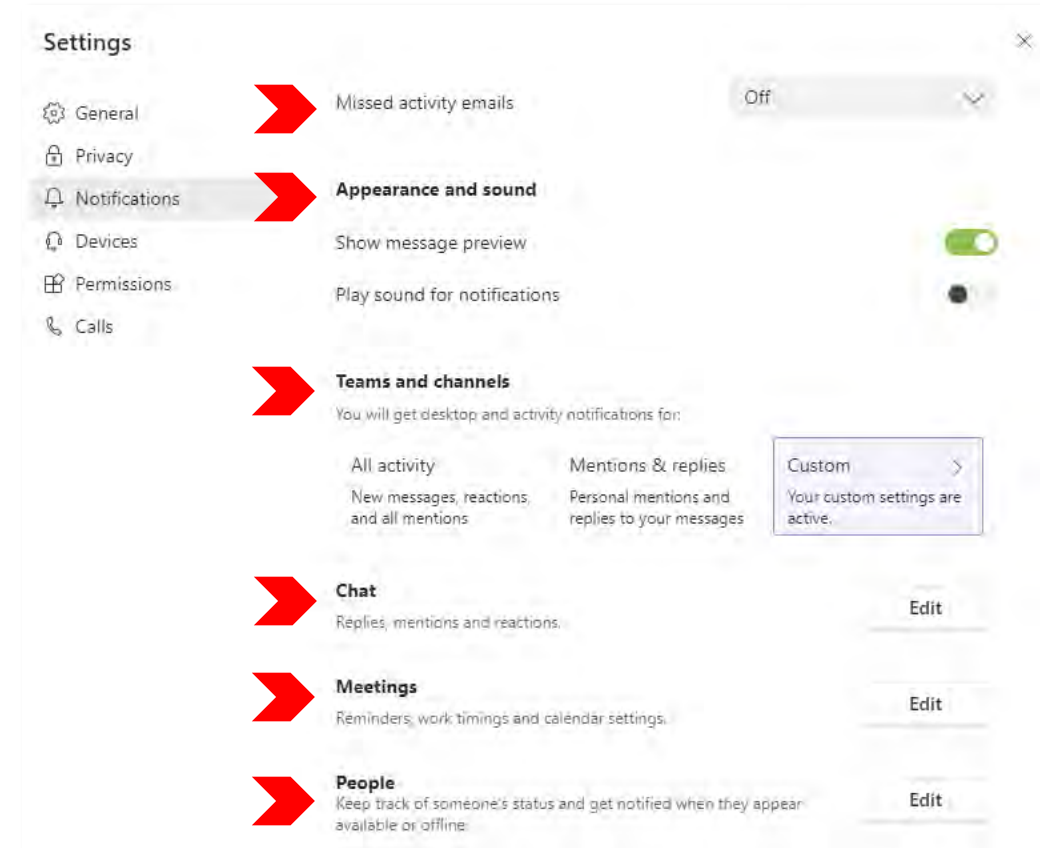 Settings
General
Privacy
Notifications
Devices
Permissions
Calls
Missed activity emails
Off
Appearance and sound
Show message preview
Play sound for notifications
Teams and channels
You will get desktop and activity notifications for:
All activity
New messages, reactions
and all mentions
Mentions & replies
Personal mentions and
replies to your messages
Custom
Your custom settings are
active.
Chat
Replies, mentions and reactions.
Edit
Meetings
Reminders, work timings and calendar settings.
Edit
People
Keep track of someone's status and get notified when they appear
available or offline
Edit